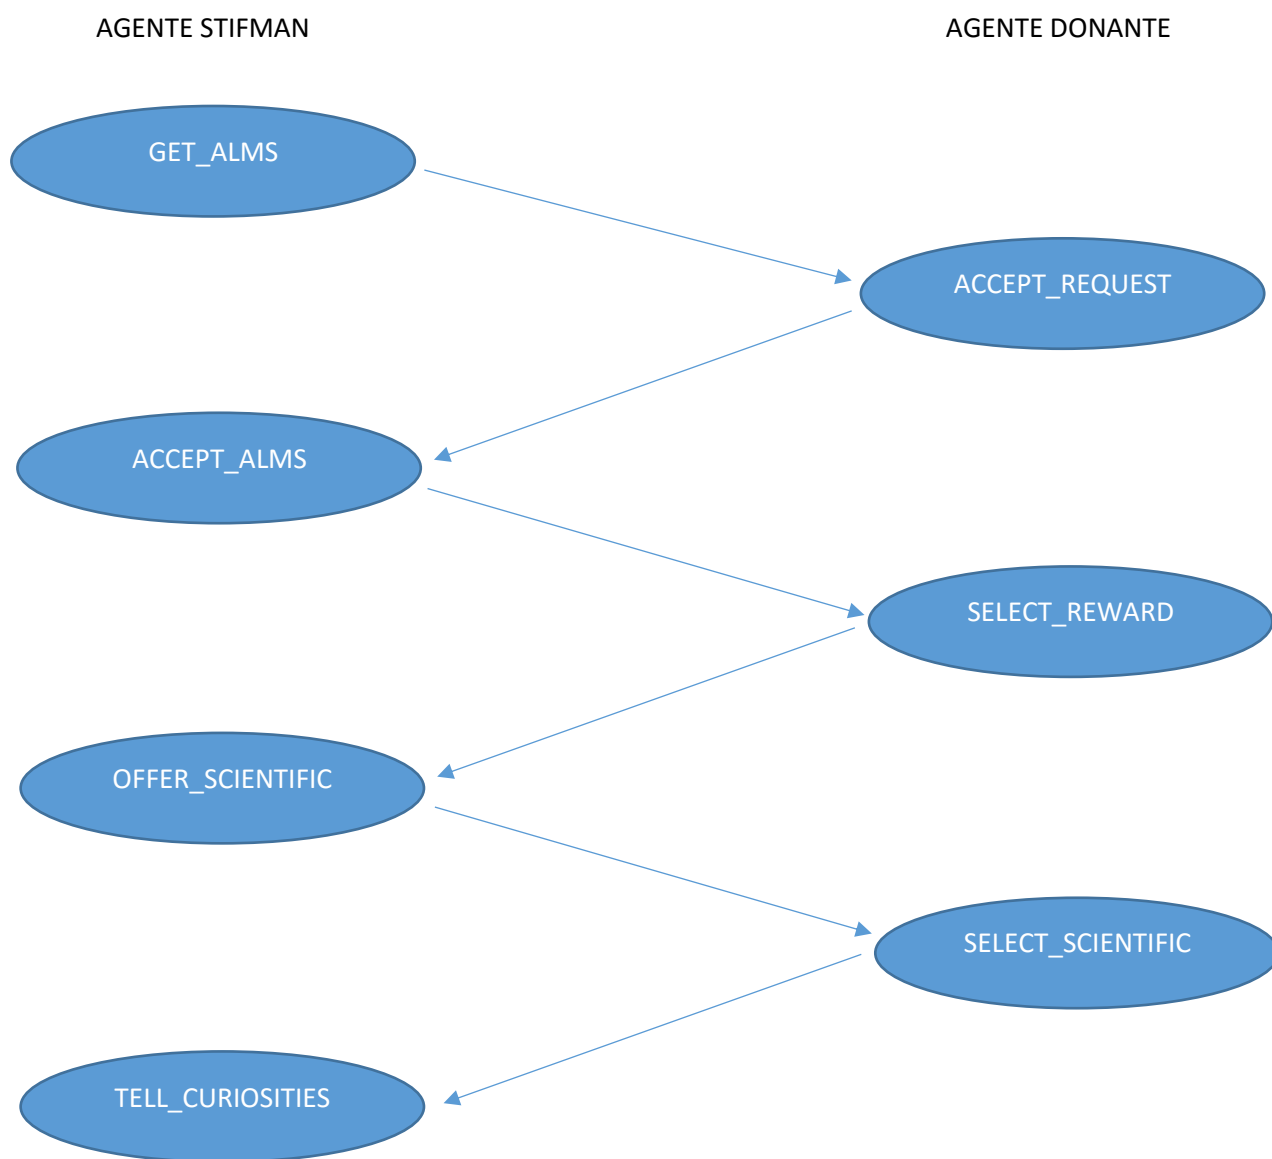 AGENTE STIFMAN
AGENTE DONANTE
GET_ALMS
ACCEPT_REQUEST
ACCEPT_ALMS
SELECT_REWARD
OFFER_SCIENTIFIC
SELECT_SCIENTIFIC
TELL_CURIOSITIES